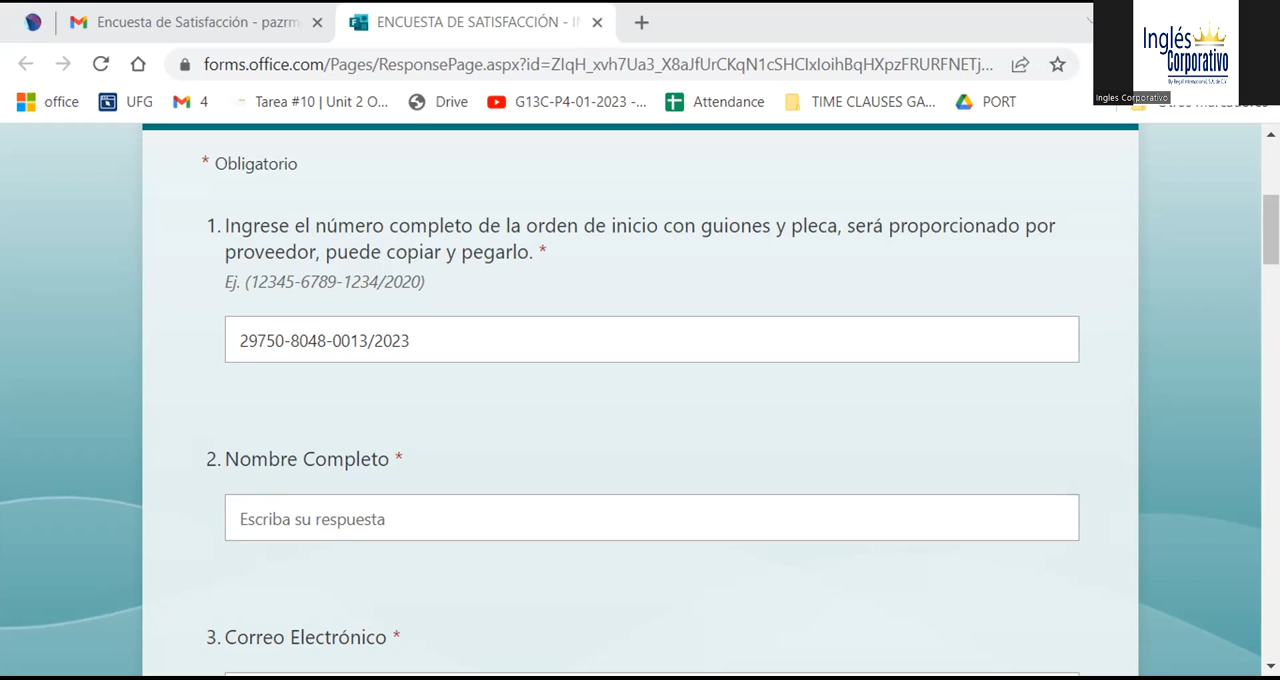 Encuesta de Satisfacción - pazrm
ENCUESTA DE SATISFACCIÓN - I
forms.office.com/Pages/ResponsePage.aspx?id=ZIqH_xvh7Ua3_X8aJfUrCKqN1cSHCIxIoihBqHXpzFRURFNETj...
office
UFG
4
Tarea #10 | Unit 2 O...
Drive
G13C-P4-01-2023 -...
Attendance
TIME CLAUSES GA...
PORT
Inglés
Corporativo
Ingles Corporativo
* Obligatorio
1. Ingrese el número completo de la orden de inicio con guiones y pleca, será proporcionado por
proveedor, puede copiar y pegarlo. *
Ej. (12345-6789-1234/2020)
29750-8048-0013/2023
2. Nombre Completo *
Escriba su respuesta
3. Correo Electrónico *